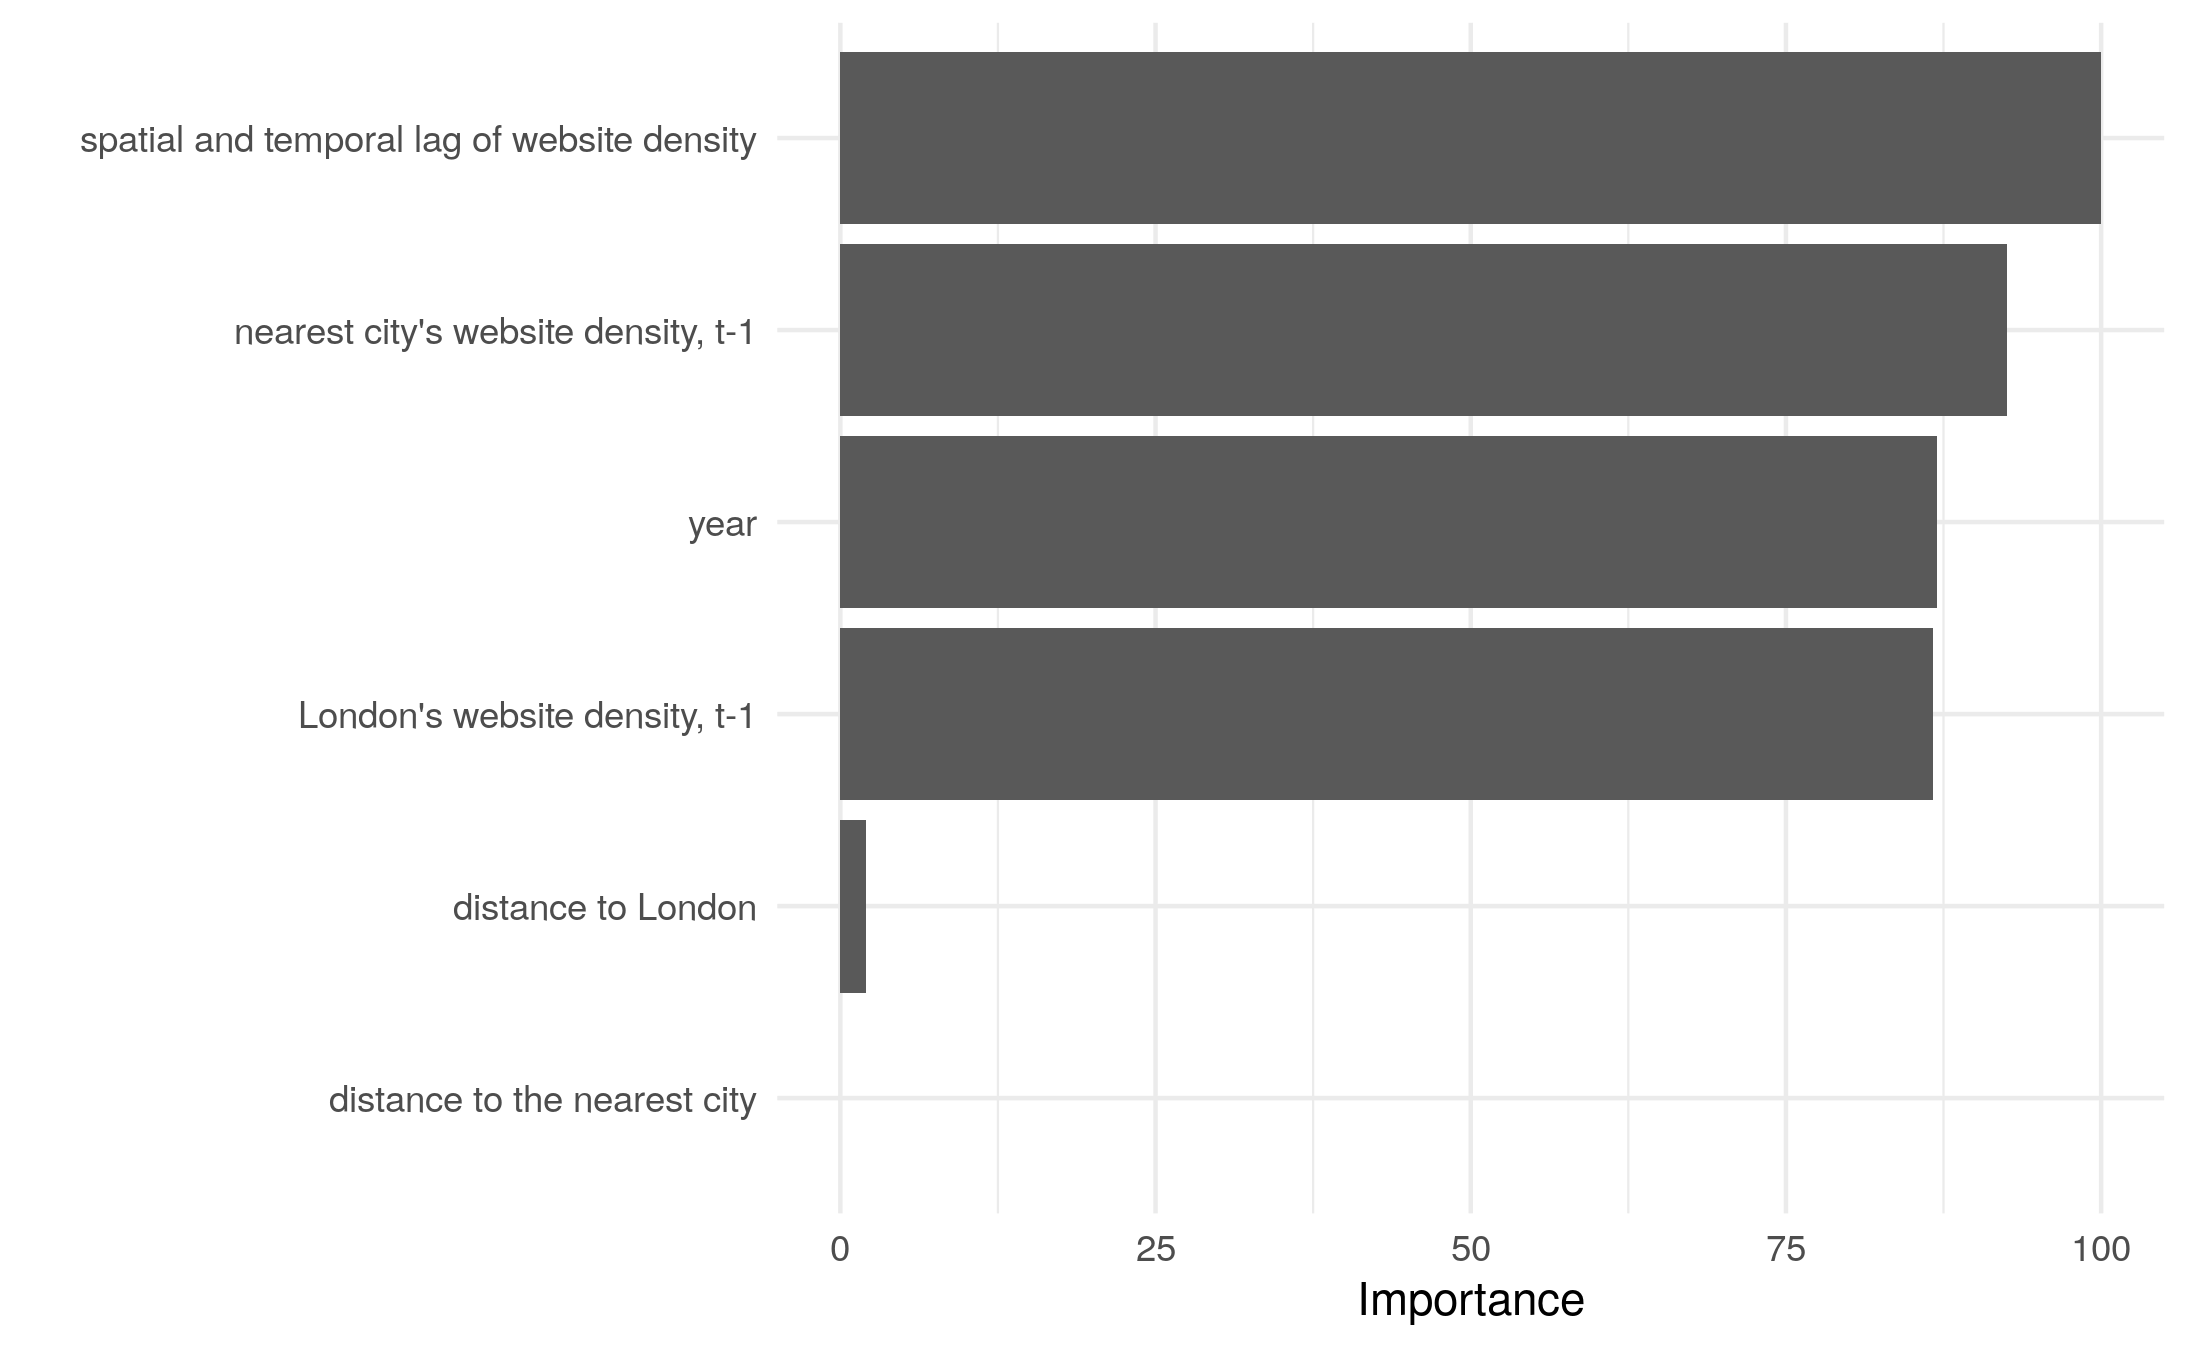 spatial and temporal lag of website density
nearest city's website density, t-1
year
London's website density, t-1
distance to London
distance to the nearest city
0 25 50 75 100
Importance